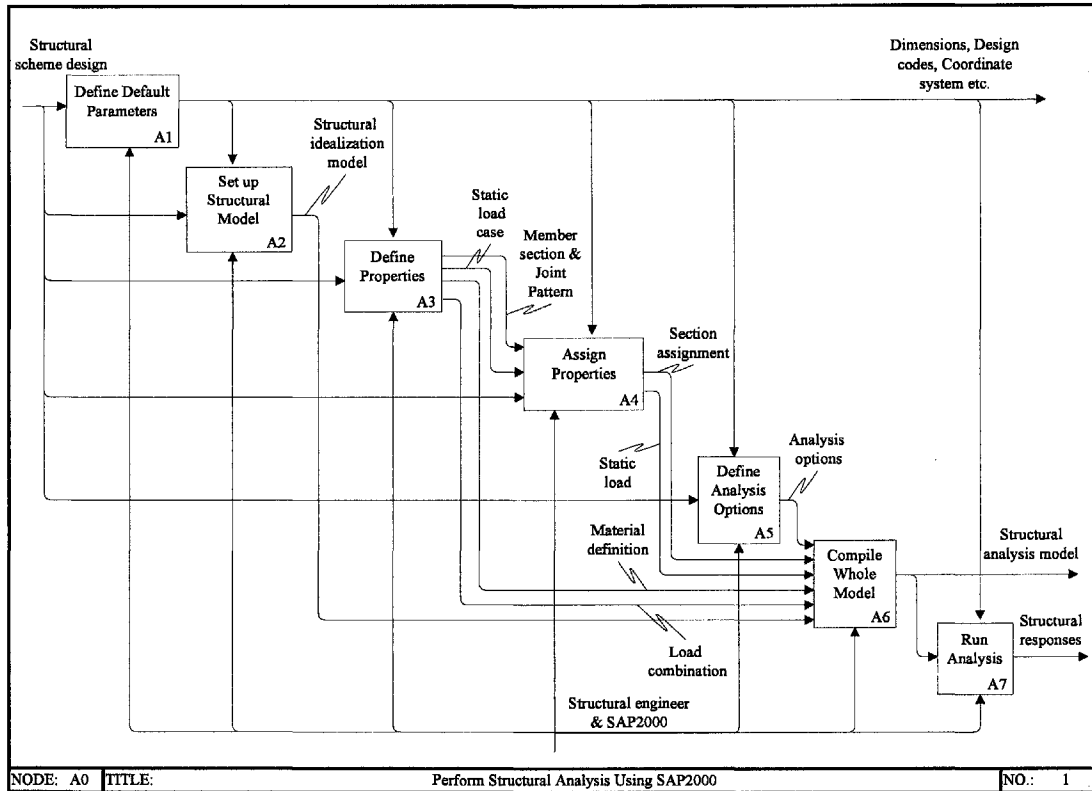 Structural
scheme design
Dimensions, Design
codes, Coordinate
system etc.
Define Default
Parameters
A1
Structural
idealization
model
Set up
Structural
Model
A2
Static
load
case
Member
section &
Joint
Pattern
Define
Properties
A3
Assign
Properties
A4
Section
assignment
Static
load
Define
Analysis
Options
A5
Analysis
options
Material
definition
Compile
Whole
Model
A6
Structural
analysis model
Load
combination
Run
Analysis
A7
Structural
responses
Structural engineer
& SAP2000
NODE: A0 TITLE: Perform Structural Analysis Using SAP2000 NO.: 1